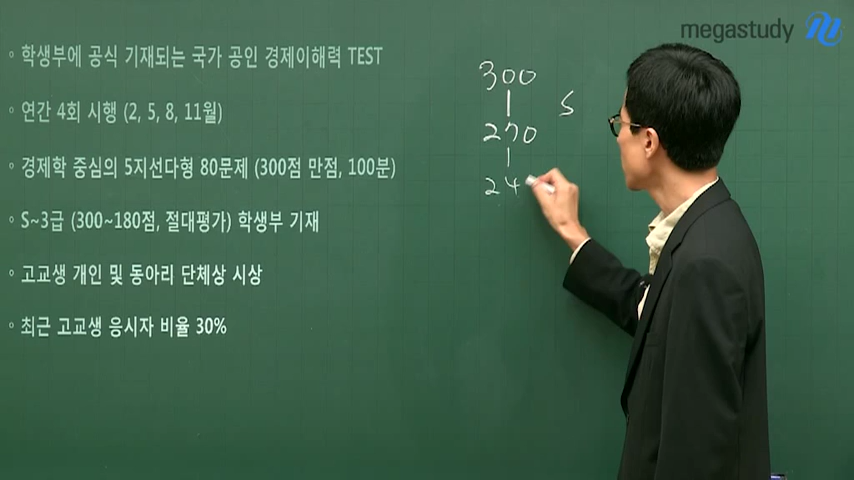 megastudy
◦ 학생부에 공식 기재되는 국가 공인 경제이해력 TEST
◦ 연간 4회 시행 (2, 5, 8, 11월)
◦ 경제학 중심의 5지선다형 80문제 (300점 만점, 100분)
◦ S~3급 (300~180점, 절대평가) 학생부 기재
◦ 고교생 개인 및 동아리 단체상 시상
◦ 최근 고교생 응시자 비율 30%
300
S
270
24